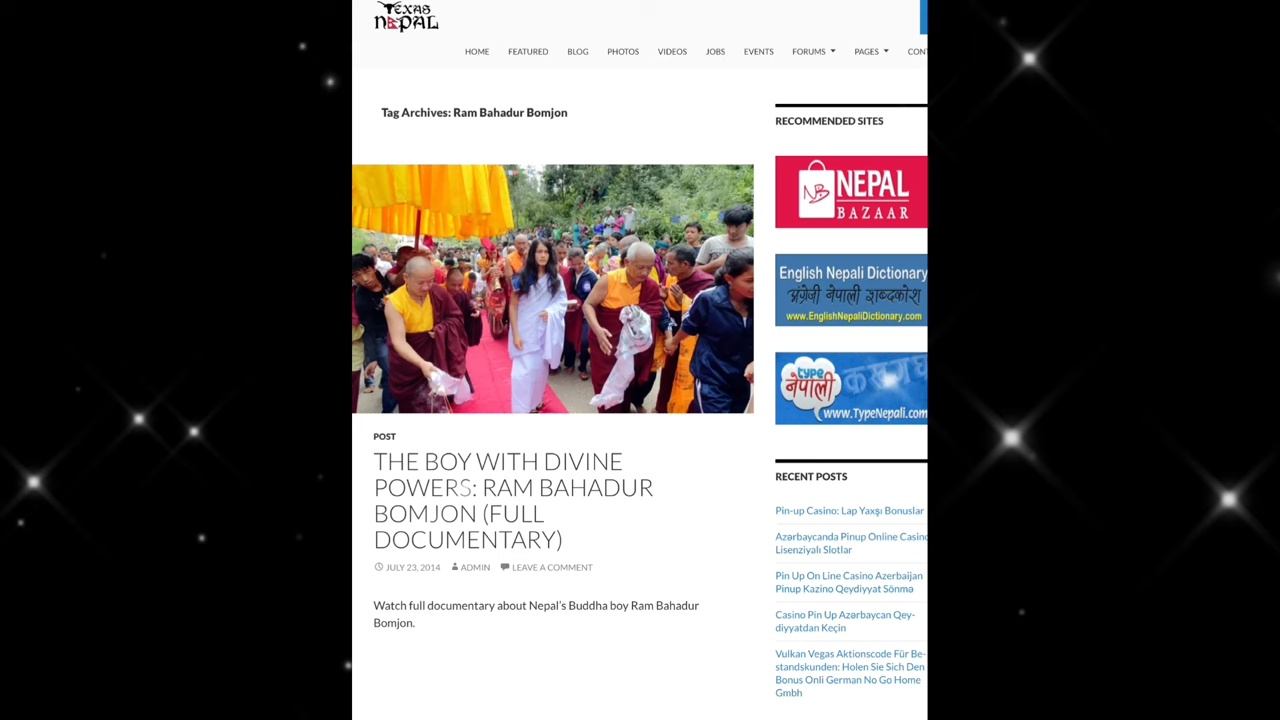 TEXAS
NEPAL
HOME FEATURED BLOG PHOTOS VIDEOS JOBS EVENTS FORUMS PAGES
Tag Archives: Ram Bahadur Bomjon
POST
THE BOY WITH DIVINE
POWERS: RAM BAHADUR
BOMJON (FULL
DOCUMENTARY)
JULY 23, 2014 ADMIN LEAVE A COMMENT
Watch full documentary about Nepal's Buddha boy Ram Bahadur
Bomjon.
RECOMMENDED SITES
NB
NEPAL
BAZAAR
English Nepali Dictionary
अंग्रेजी नेपाली शब्दकोश
www.EnglishNepaliDictionary.com
type
नेपाली
क ख ग घ
www.TypeNepali.com
RECENT POSTS
Pin-up Casino: Lap Yaxşı Bonuslar
Azərbaycanda Pinup Online Casino
Lisenziyalı Slotlar
Pin Up On Line Casino Azerbaijan
Pinup Kazino Qeydiyyat Sönmə
Casino Pin Up Azərbaycan Qey-
diyyatdan Keçin
Vulkan Vegas Aktionscode Für Be-
standskunden: Holen Sie Sich Den
Bonus Onli German No Go Home
Gmbh